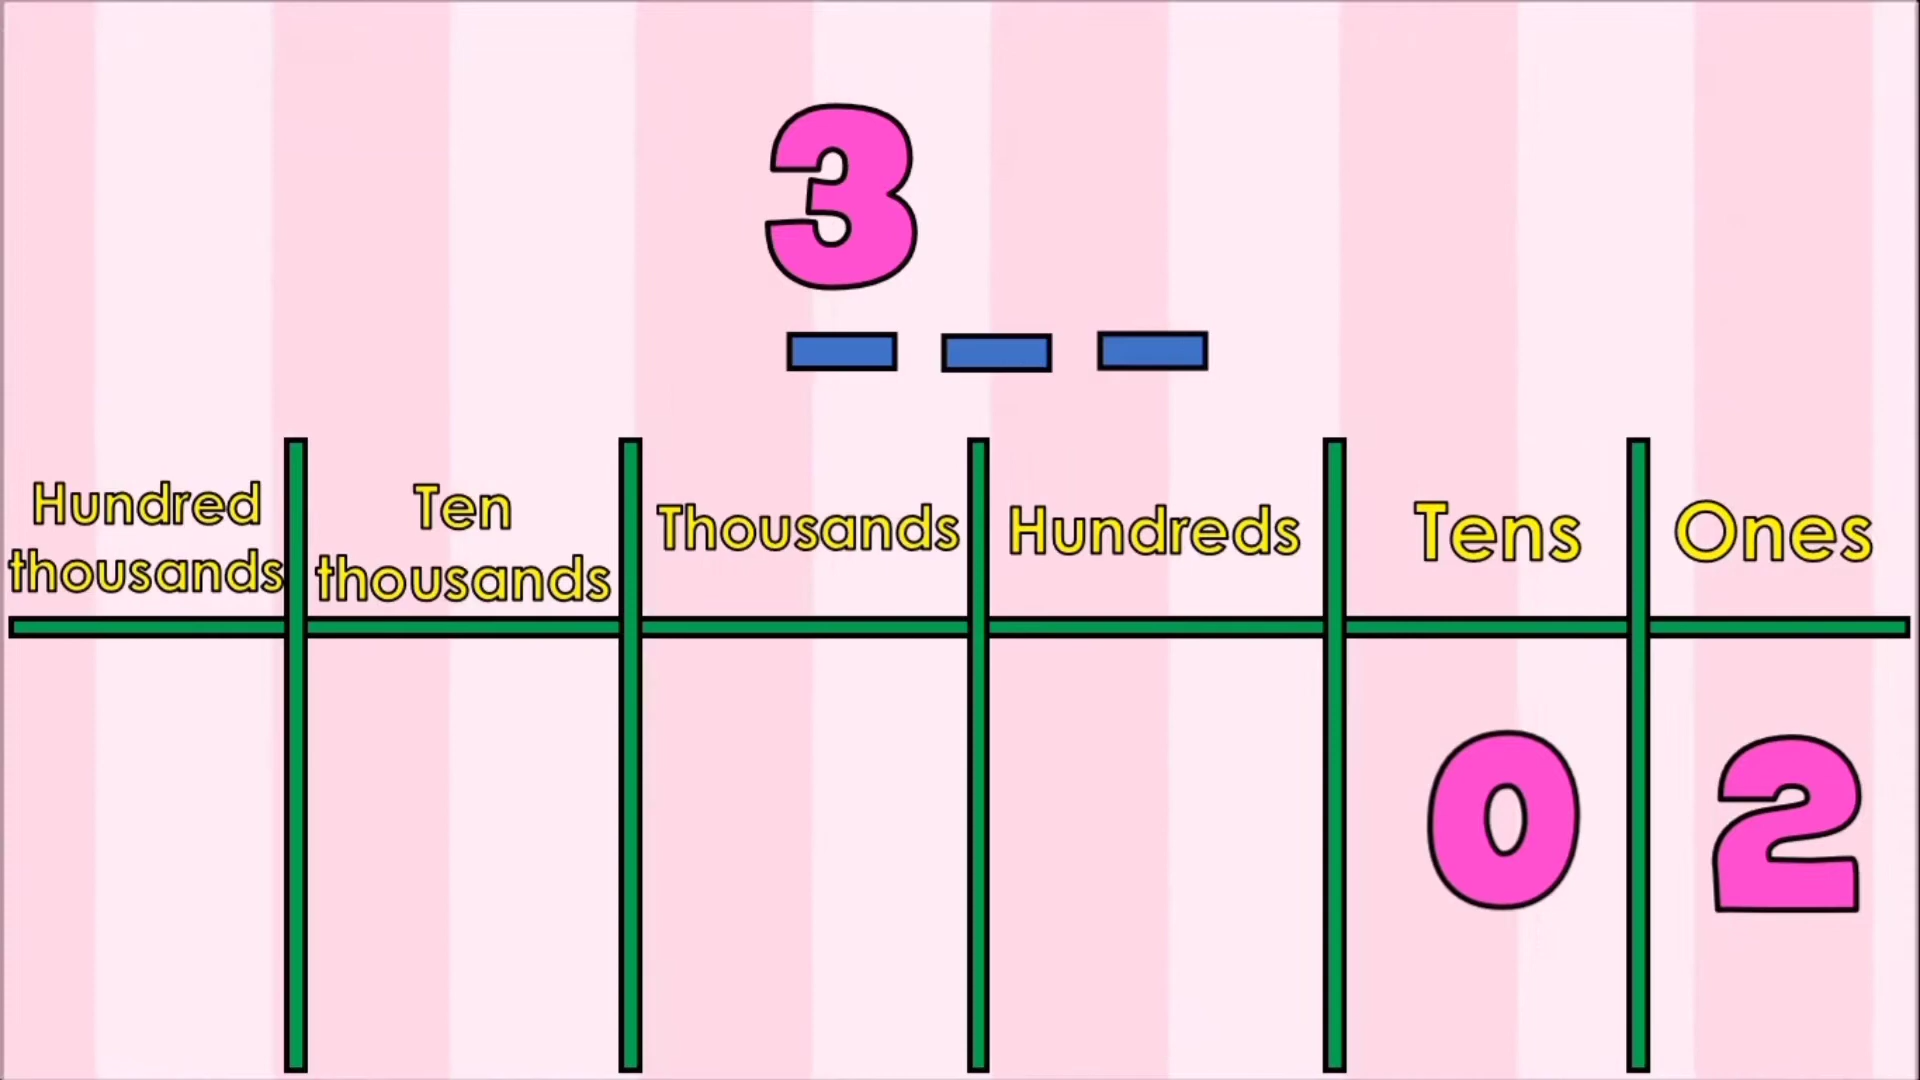 3
Hundred thousands
Ten thousands
Thousands
Hundreds
Tens
Ones
0
2